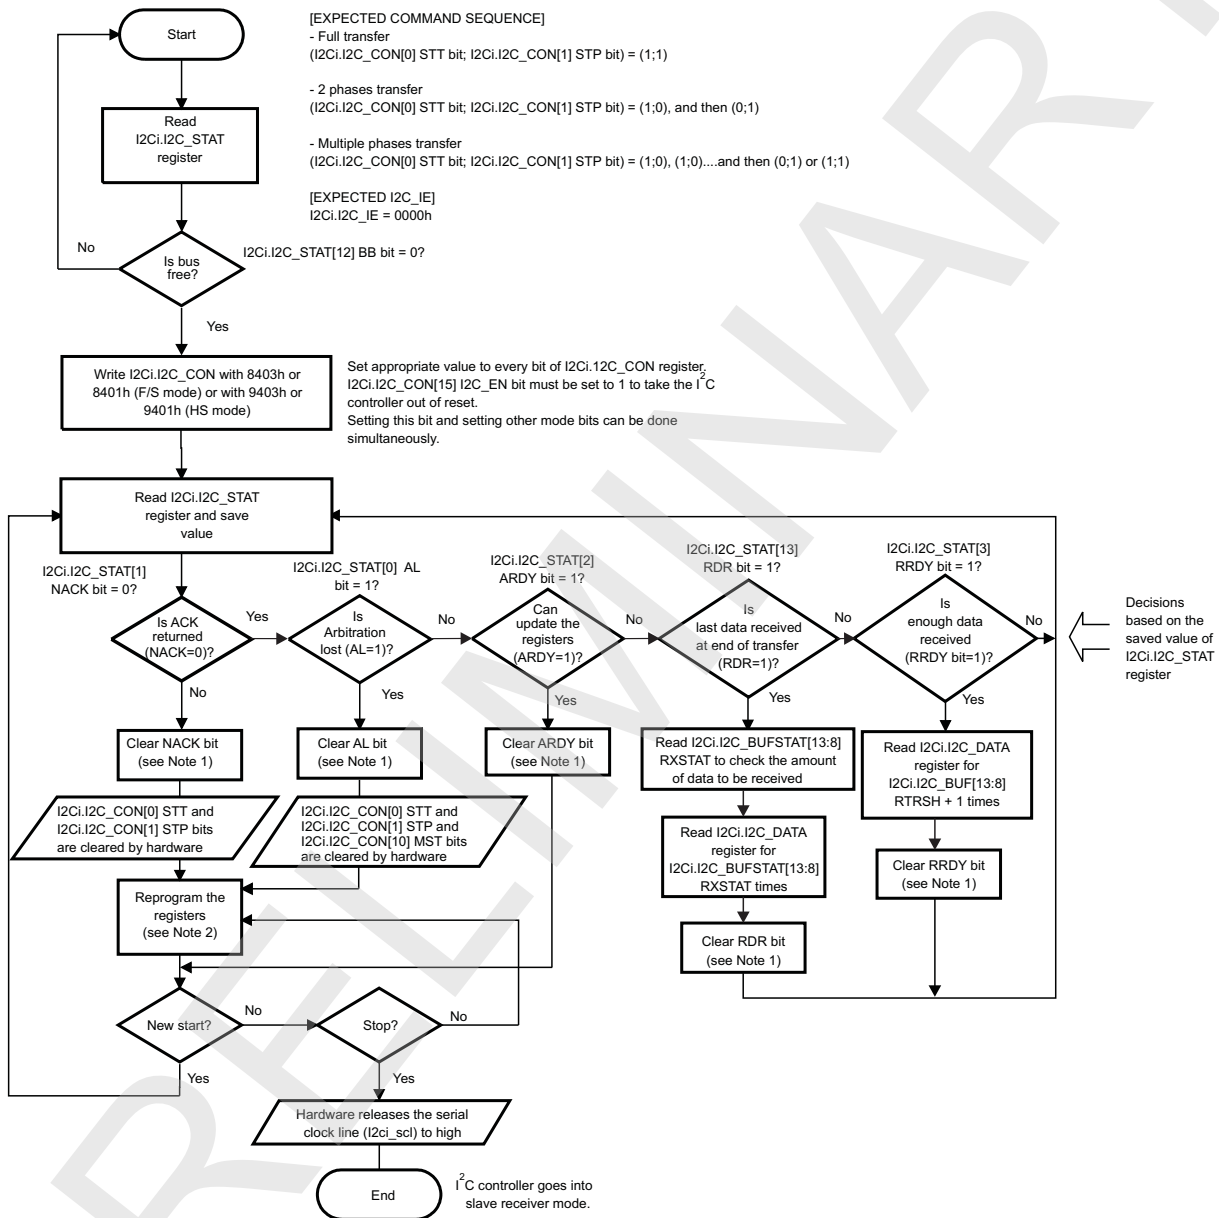 Start
[EXPECTED COMMAND SEQUENCE]
- Full transfer
(I2Ci.I2C_CON[0] STT bit; I2Ci.I2C_CON[1] STP bit) = (1;1)
- 2 phases transfer
(I2Ci.I2C_CON[0] STT bit; I2Ci.I2C_CON[1] STP bit) = (1;0), and then (0;1)
- Multiple phases transfer
(I2Ci.I2C_CON[0] STT bit; I2Ci.I2C_CON[1] STP bit) = (1;0), (1;0)....and then (0;1) or (1;1)
[EXPECTED I2C_IE]
I2Ci.I2C_IE = 0000h
Read
I2Ci.I2C_STAT
register
No
Is bus
free?
I2Ci.I2C_STAT[12] BB bit = 0?
Yes
Write I2Ci.I2C_CON with 8403h or
8401h (F/S mode) or with 9403h or
9401h (HS mode)
Set appropriate value to every bit of I2Ci.12C_CON register.
I2Ci.I2C_CON[15] I2C_EN bit must be set to 1 to take the I2C
controller out of reset.
Setting this bit and setting other mode bits can be done
simultaneously.
Read I2Ci.I2C_STAT
register and save
value
I2Ci.I2C_STAT[1]
NACK bit = 0?
Is ACK
returned
(NACK=0)?
Yes
No
I2Ci.I2C_STAT[0] AL
bit = 1?
Is
Arbitration
lost (AL=1)?
No
Yes
I2Ci.I2C_STAT[2]
ARDY bit = 1?
Can
update the
registers
(ARDY=1)?
No
Yes
I2Ci.I2C_STAT[13]
RDR bit = 1?
Is
last data received
at end of transfer
(RDR=1)?
No
Yes
I2Ci.I2C_STAT[3]
RRDY bit = 1?
Is
enough data
received
(RRDY bit=1)?
No
Yes
Decisions
based on the
saved value of
I2Ci.I2C_STAT
register
Clear NACK bit
(see Note 1)
Clear AL bit
(see Note 1)
Clear ARDY bit
(see Note 1)
Read I2Ci.I2C_BUFSTAT[13:8]
RXSTAT to check the amount
of data to be received
Read I2Ci.I2C_DATA
register for
I2Ci.I2C_BUF[13:8]
RTRSH + 1 times
I2Ci.I2C_CON[0] STT and
I2Ci.I2C_CON[1] STP bits
are cleared by hardware
I2Ci.I2C_CON[0] STT and
I2Ci.I2C_CON[1] STP and
I2Ci.I2C_CON[10] MST bits
are cleared by hardware
Read I2Ci.I2C_DATA
register for
I2Ci.I2C_BUFSTAT[13:8]
RXSTAT times
Clear RRDY bit
(see Note 1)
Reprogram the
registers
(see Note 2)
Clear RDR bit
(see Note 1)
New start?
No
Yes
Stop?
No
Yes
Hardware releases the serial
clock line (I2ci_scl) to high
End
I2C controller goes into
slave receiver mode.
RELIMINAR